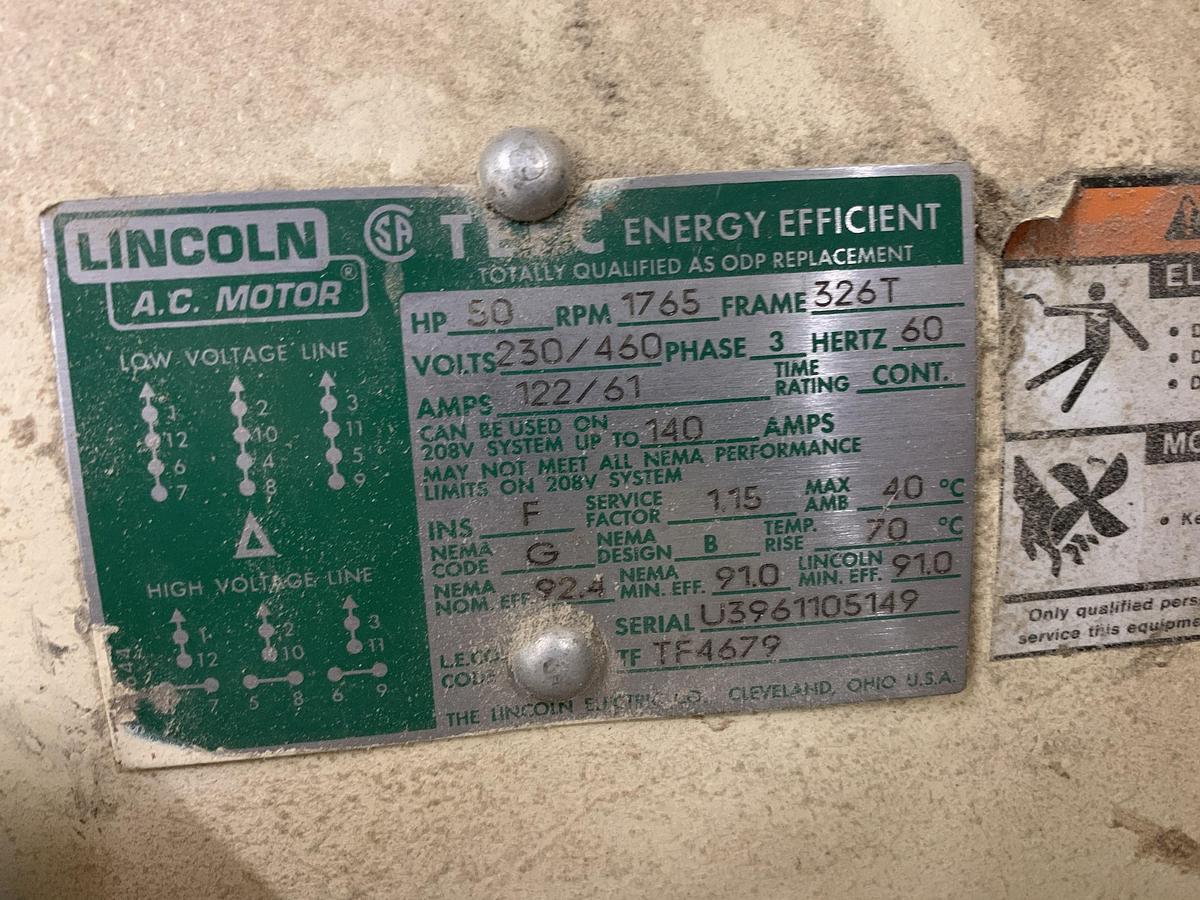 LINCOLN
A.C. MOTOR ®
SA
ENERGY EFFICIENT
TOTALLY QUALIFIED AS ODP REPLACEMENT
HP 50 RPM 1765 FRAME 326T
VOLTS 230/460 PHASE 3 HERTZ 60
AMPS 122/61 TIME RATING CONT.
CAN BE USED ON
208V SYSTEM UP TO 140 AMPS
MAY NOT MEET ALL NEMA PERFORMANCE
LIMITS ON 208V SYSTEM
INS F SERVICE FACTOR 1.15 MAX AMB 40 °C
NEMA CODE G NEMA DESIGN B TEMP. RISE 70 °C
NEMA NOM. EFF. 92.4 NEMA MIN. EFF. 91.0 LINCOLN MIN. EFF. 91.0
SERIAL U3961105149
CODE TF TF4679
THE LINCOLN ELECTRIC CO. CLEVELAND, OHIO U.S.A.
LOW VOLTAGE LINE
1 2 3
12 10 11
6 4 5
7 8 9
HIGH VOLTAGE LINE
1 2 3
12 10 11
7 5 8 6 9
Only qualified
service this